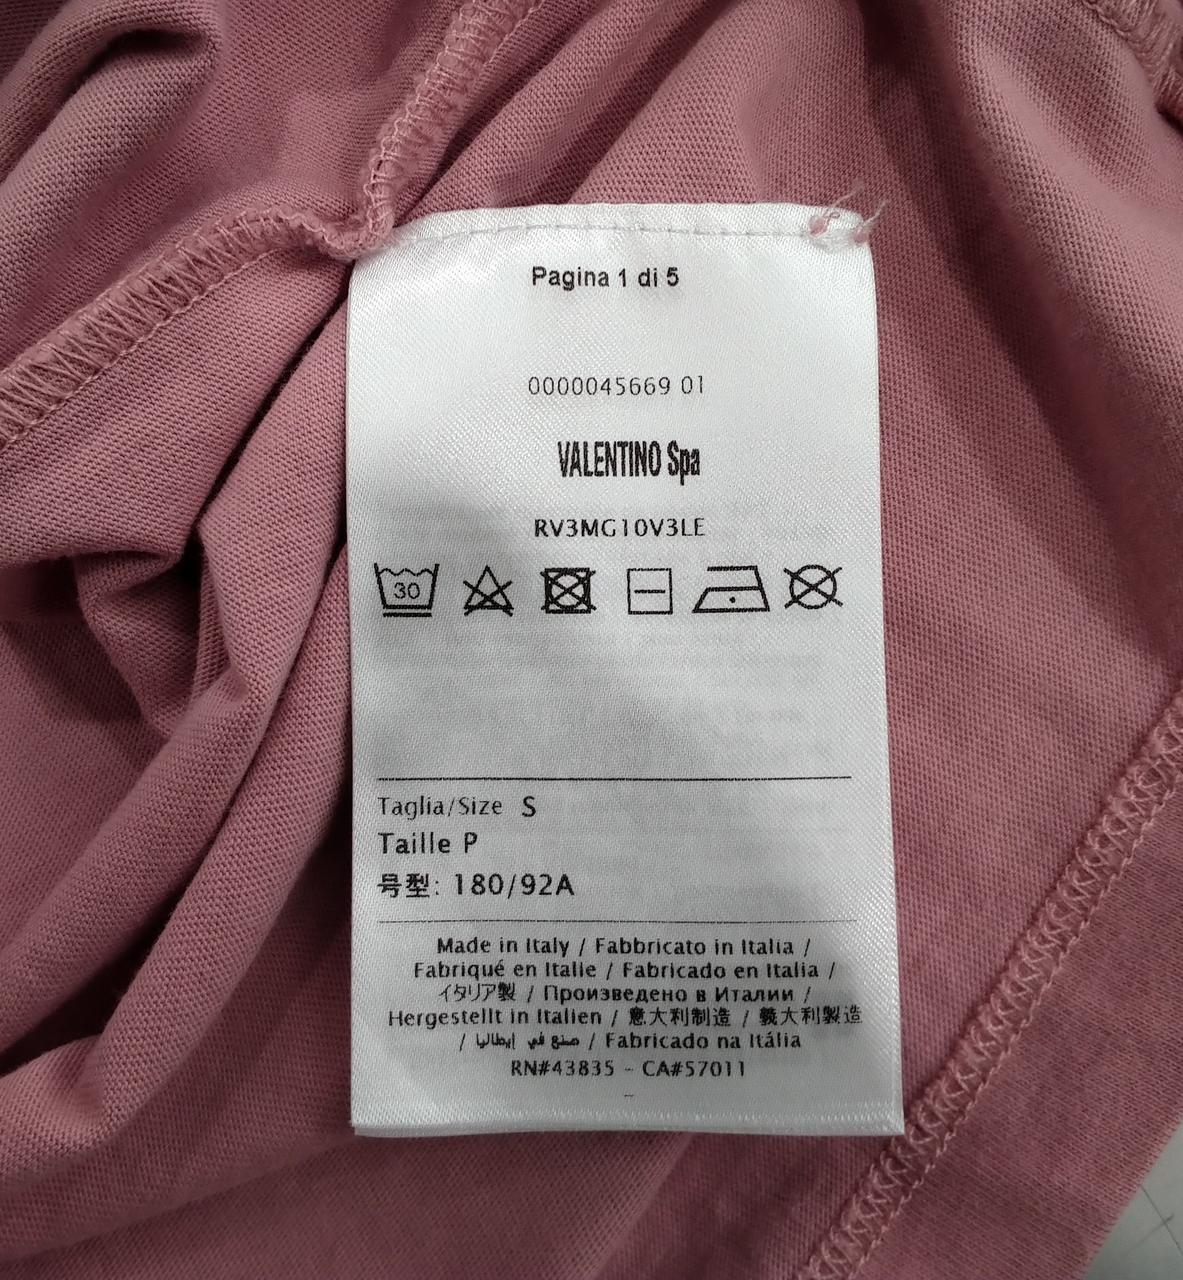 Pagina 1 di 5
0000045669 01
VALENTINO Spa
RV3MG10V3LE
30
Taglia/Size S
Taille P
号型: 180/92A
Made in Italy / Fabbricato in Italia /
Fabriqué en Italie / Fabricado en Italia /
イタリア製 / Произведено в Италии /
Hergestellt in Italien / 意大利制造 / 義大利製造
/ صنع في إيطاليا / Fabricado na Itália
RN#43835 - CA#57011
-